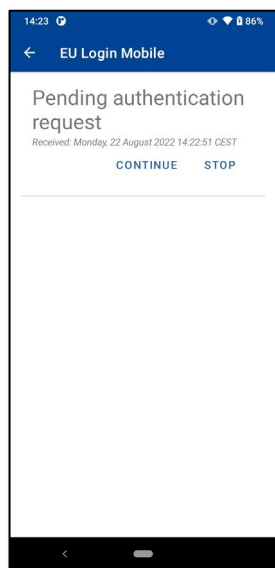 14:23 86%
EU Login Mobile
Pending authentication
request
Received: Monday, 22 August 2022 14:22:51 CEST
CONTINUE STOP